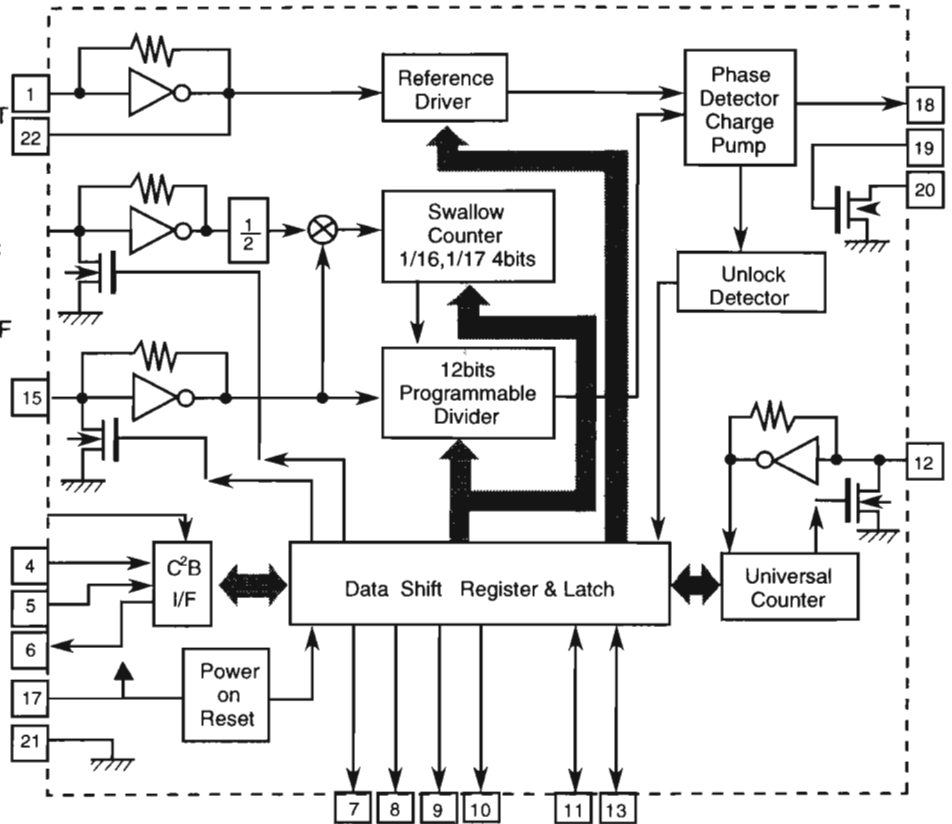 1
T
22
Reference
Driver
Phase
Detector
Charge
Pump
18
19
20
1
2
Swallow
Counter
1/16,1/17 4bits
Unlock
Detector
F
15
12bits
Programmable
Divider
12
4
5
6
17
21
C²B
I/F
Data Shift Register & Latch
Universal
Counter
Power
on
Reset
7
8
9
10
11
13